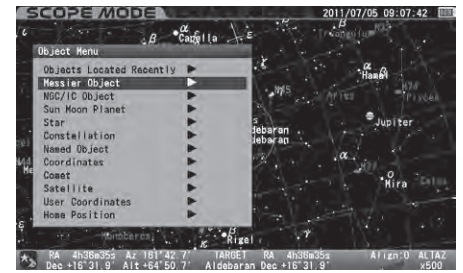 SCOPE MODE 2011/07/05 09:07:42
Capella
α
β
ε
Object Menu
Objects Located Recently
Messier Object
NGC/IC Object
Sun Moon Planet
Star
Constellation
Named Object
Coordinates
Comet
Satellite
User Coordinates
Home Position
β
α
Hamal
Aries
Jupiter
debaran
debaran
α
ο
Mira
β
Rigel
RA 4h36m35s Az 161°42.7' TARGET RA 4h36m35s Align:0 ALTAZ
Dec +16°31.9' Alt +64°50.7' Aldebaran Dec +16°31.9' x500